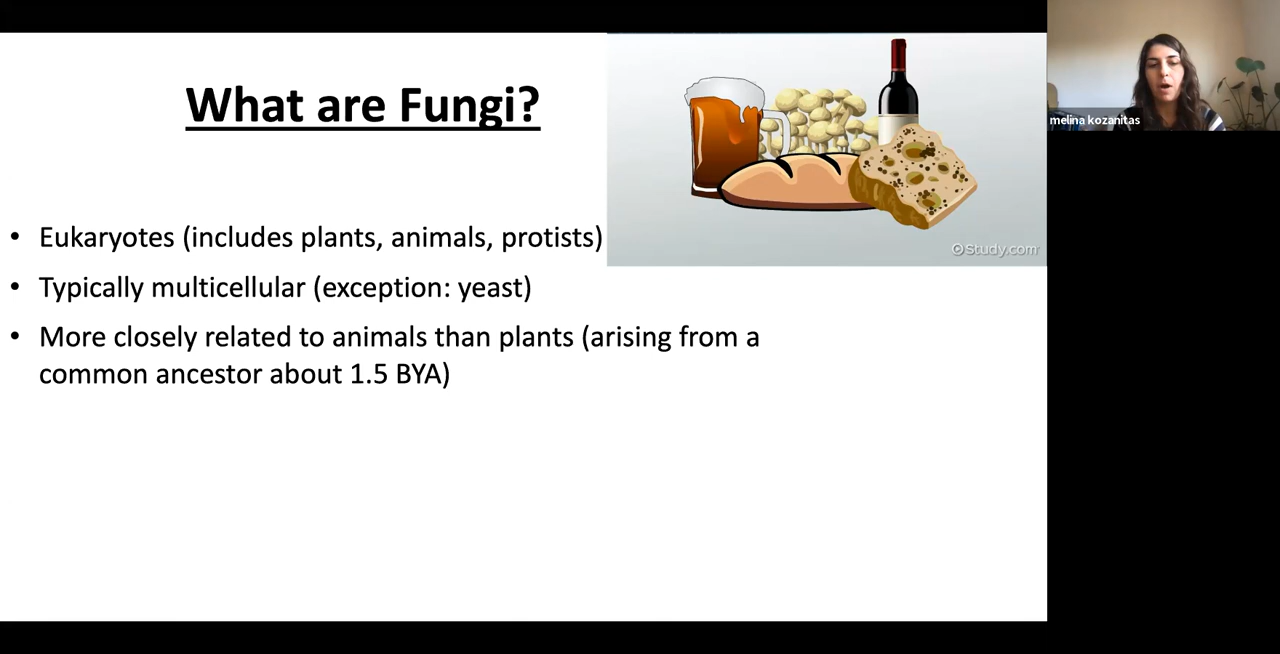 What are Fungi?
• Eukaryotes (includes plants, animals, protists)
• Typically multicellular (exception: yeast)
• More closely related to animals than plants (arising from a
common ancestor about 1.5 BYA)
Study.com
melina kozanitas